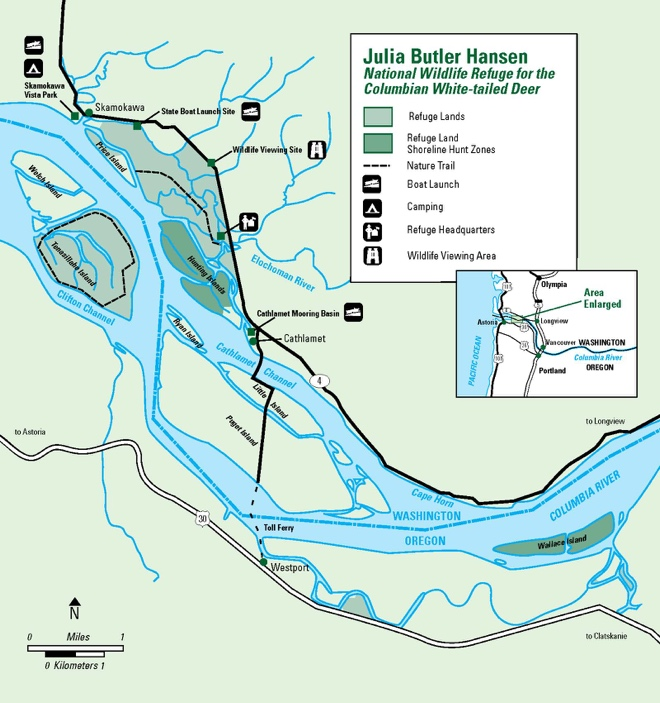 Julia Butler Hansen
National Wildlife Refuge for the
Columbian White-tailed Deer
Refuge Lands
Refuge Land
Shoreline Hunt Zones
Nature Trail
Boat Launch
Camping
Refuge Headquarters
Wildlife Viewing Area
Skamokawa
Vista Park
Skamokawa
State Boat Launch Site
Price Island
Wildlife Viewing Site
Welch Island
Tenasillahe Island
Hunting Islands
Elochoman River
Clifton Channel
Cathlamet Mooring Basin
Ryan Island
Cathlamet
Cathlamet Channel
4
Little Island
Puget Island
to Astoria
to Longview
30
Cape Horn
WASHINGTON
OREGON
COLUMBIA RIVER
Toll Ferry
Wallace Island
Westport
to Clatskanie
N
0 Miles 1
0 Kilometers 1
Olympia
Area
Enlarged
Astoria
Longview
Vancouver
WASHINGTON
Columbia River
OREGON
Portland
PACIFIC OCEAN